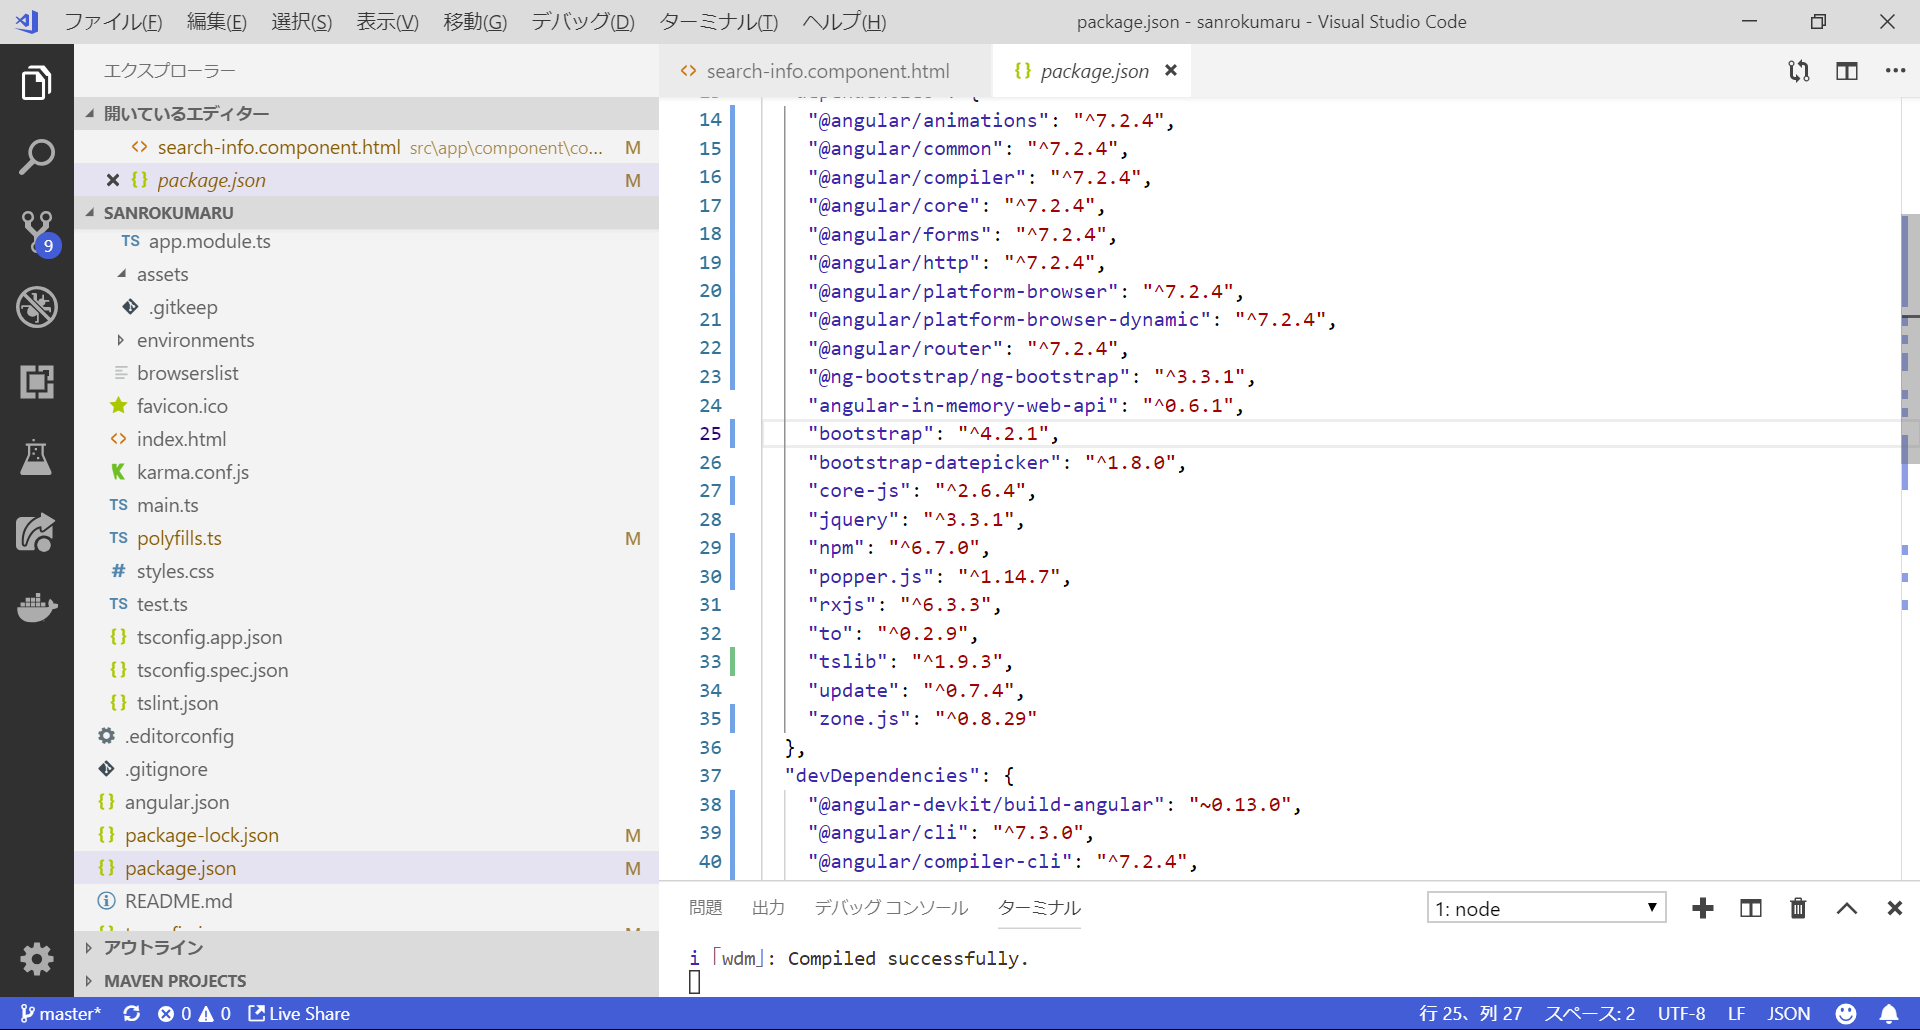 ファイル(F) 編集(E) 選択(S) 表示(V) 移動(G) デバッグ(D) ターミナル(T) ヘルプ(H) package.json - sanrokumaru - Visual Studio Code
エクスプローラー
開いているエディター
search-info.component.html src\app\component\co... M
package.json M
SANROKUMARU
TS app.module.ts
assets
.gitkeep
environments
browserslist
favicon.ico
index.html
karma.conf.js
TS main.ts
TS polyfills.ts M
# styles.css
TS test.ts
{} tsconfig.app.json
{} tsconfig.spec.json
{} tslint.json
.editorconfig
.gitignore
{} angular.json
{} package-lock.json M
{} package.json M
README.md
アウトライン
MAVEN PROJECTS
9
<> search-info.component.html {} package.json
14 "@angular/animations": "^7.2.4",
15 "@angular/common": "^7.2.4",
16 "@angular/compiler": "^7.2.4",
17 "@angular/core": "^7.2.4",
18 "@angular/forms": "^7.2.4",
19 "@angular/http": "^7.2.4",
20 "@angular/platform-browser": "^7.2.4",
21 "@angular/platform-browser-dynamic": "^7.2.4",
22 "@angular/router": "^7.2.4",
23 "@ng-bootstrap/ng-bootstrap": "^3.3.1",
24 "angular-in-memory-web-api": "^0.6.1",
25 "bootstrap": "^4.2.1",
26 "bootstrap-datepicker": "^1.8.0",
27 "core-js": "^2.6.4",
28 "jquery": "^3.3.1",
29 "npm": "^6.7.0",
30 "popper.js": "^1.14.7",
31 "rxjs": "^6.3.3",
32 "to": "^0.2.9",
33 "tslib": "^1.9.3",
34 "update": "^0.7.4",
35 "zone.js": "^0.8.29"
36 },
37 "devDependencies": {
38 "@angular-devkit/build-angular": "~0.13.0",
39 "@angular/cli": "^7.3.0",
40 "@angular/compiler-cli": "^7.2.4",
問題 出力 デバッグ コンソール ターミナル 1: node
i 「wdm」: Compiled successfully.
master* 0 0 Live Share 行 25、列 27 スペース: 2 UTF-8 LF JSON